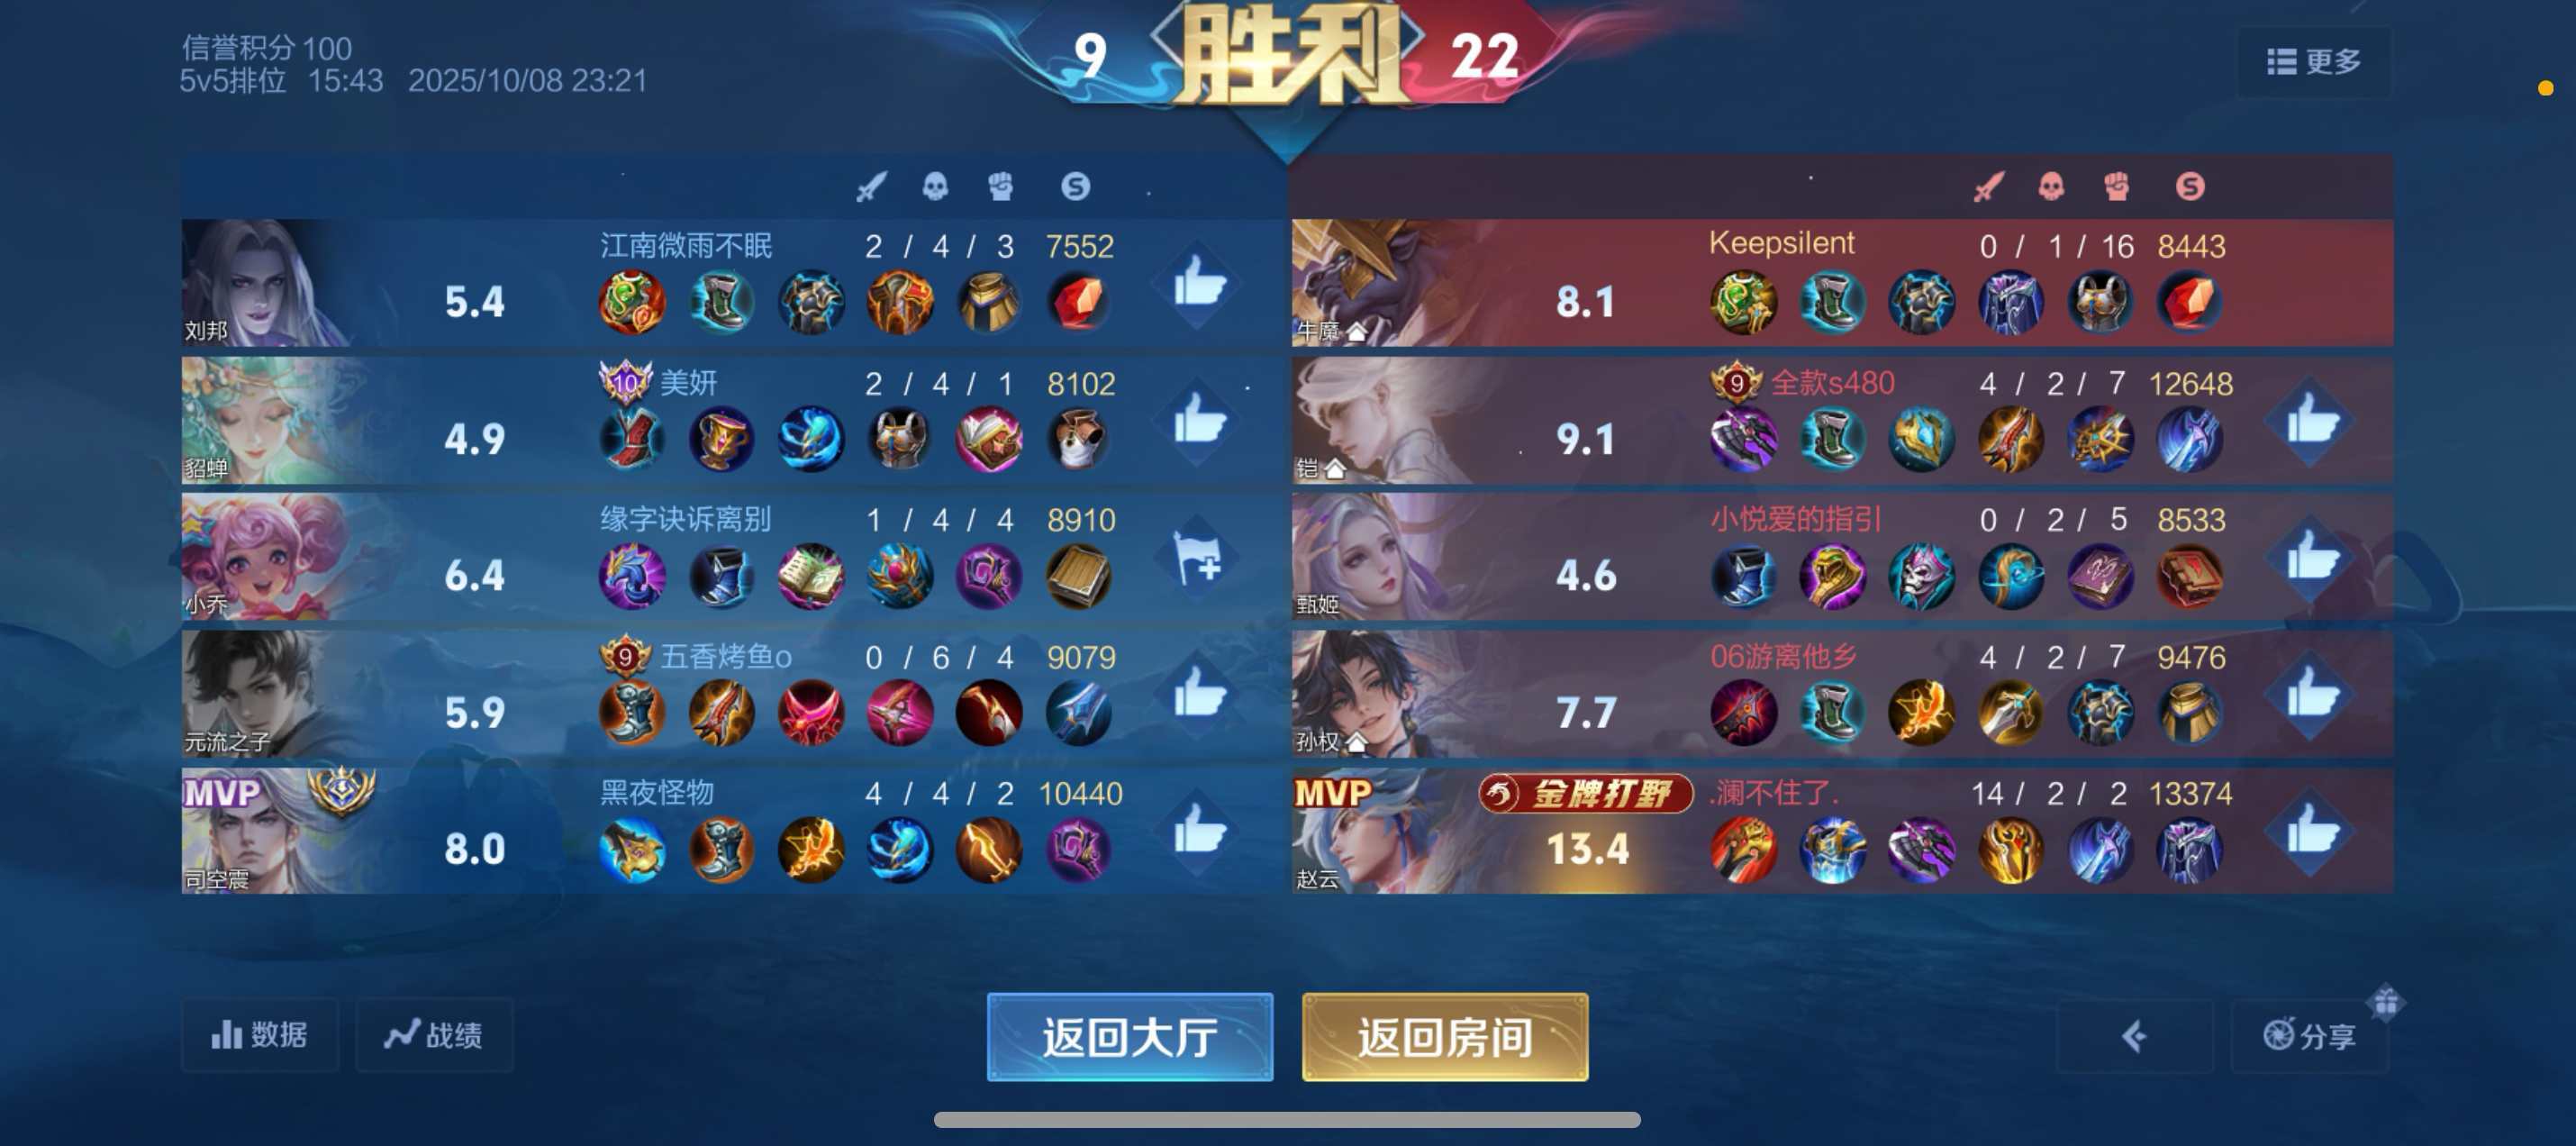 信誉积分 100
5v5排位 15:43 2025/10/08 23:21
9 胜利 22
更多
刘邦 5.4 江南微雨不眠 2 / 4 / 3 7552
牛魔 8.1 Keepsilent 0 / 1 / 16 8443
貂蝉 4.9 10 美妍 2 / 4 / 1 8102
铠 9.1 9 全款s480 4 / 2 / 7 12648
小乔 6.4 缘字诀诉离别 1 / 4 / 4 8910
甄姬 4.6 小悦爱的指引 0 / 2 / 5 8533
元流之子 5.9 9 五香烤鱼o 0 / 6 / 4 9079
孙权 7.7 06游离他乡 4 / 2 / 7 9476
MVP 司空震 8.0 黑夜怪物 4 / 4 / 2 10440
MVP 赵云 金牌打野 13.4 .澜不住了. 14 / 2 / 2 13374
数据 战绩 返回大厅 返回房间 分享